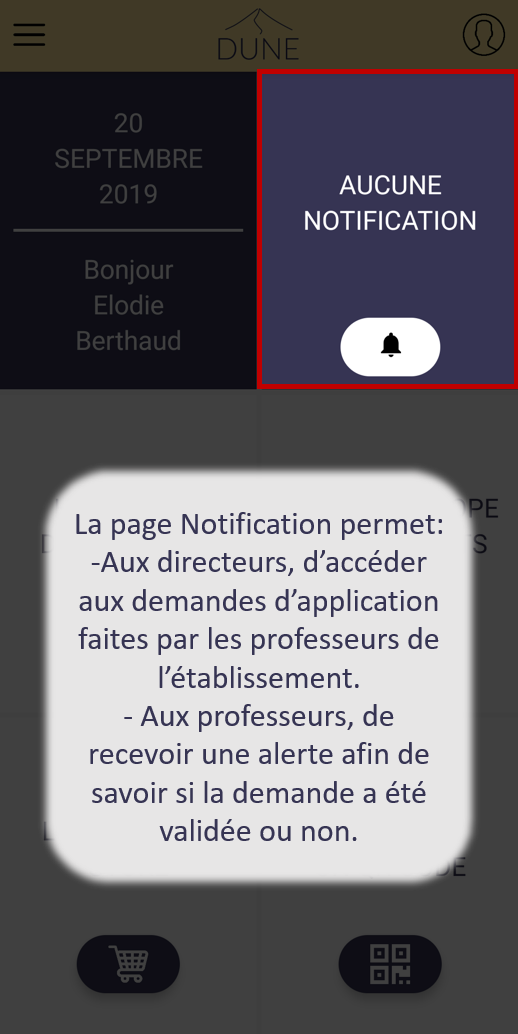 DUNE
20
SEPTEMBRE
2019
Bonjour
Elodie
Berthaud
AUCUNE
NOTIFICATION
La page Notification permet:
-Aux directeurs, d’accéder
aux demandes d’application
faites par les professeurs de
l’établissement.
- Aux professeurs, de
recevoir une alerte afin de
savoir si la demande a été
validée ou non.